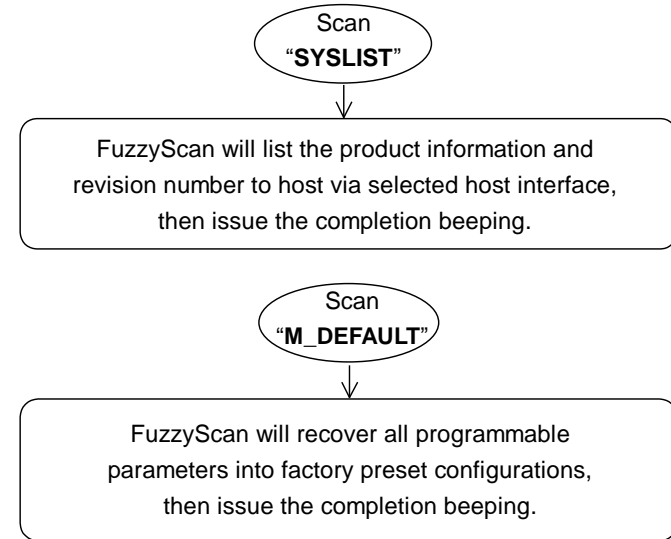 Scan
“SYSLIST”
FuzzyScan will list the product information and
revision number to host via selected host interface,
then issue the completion beeping.
Scan
“M_DEFAULT”
FuzzyScan will recover all programmable
parameters into factory preset configurations,
then issue the completion beeping.